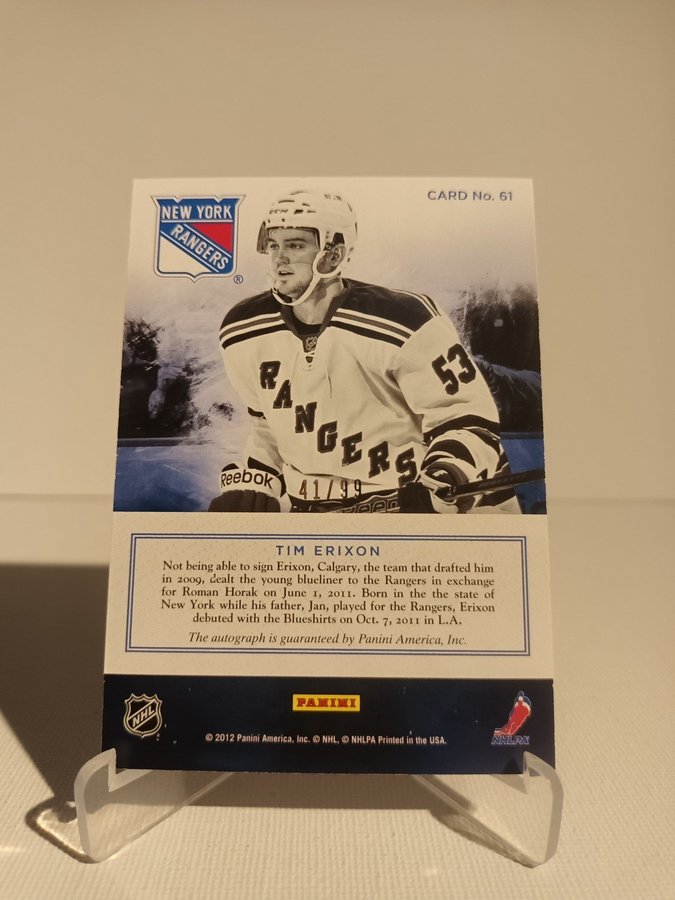 CARD No. 61
NEW YORK
RANGERS
®
53
RANGERS
Reebok
41/99
TIM ERIXON
Not being able to sign Erixon, Calgary, the team that drafted him
in 2009, dealt the young blueliner to the Rangers in exchange
for Roman Horak on June 1, 2011. Born in the the state of
New York while his father, Jan, played for the Rangers, Erixon
debuted with the Blueshirts on Oct. 7, 2011 in L.A.
The autograph is guaranteed by Panini America, Inc.
NHL
PANINI
© 2012 Panini America, Inc. © NHL, © NHLPA Printed in the USA.
NHLPA